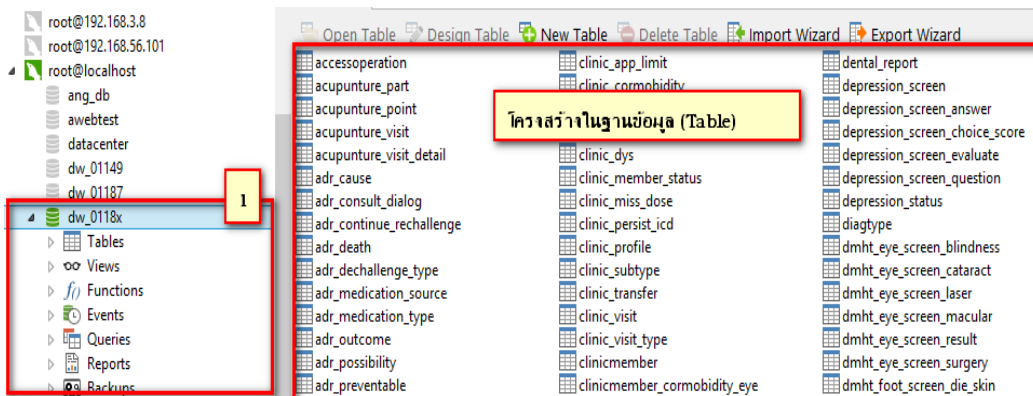 root@192.168.3.8
root@192.168.56.101
root@localhost
ang_db
awebtest
datacenter
dw_01149
dw_01187
dw_0118x
Tables
Views
f() Functions
Events
Queries
Reports
Backups
1
Open Table Design Table New Table Delete Table Import Wizard Export Wizard
โครงสร้างในฐานข้อมูล (Table)
accessoperation
acupunture_part
acupunture_point
acupunture_visit
acupunture_visit_detail
adr_cause
adr_consult_dialog
adr_continue_rechallenge
adr_death
adr_dechallenge_type
adr_medication_source
adr_medication_type
adr_outcome
adr_possibility
adr_preventable
clinic_app_limit
clinic_cormobidity
clinic_dys
clinic_member_status
clinic_miss_dose
clinic_persist_icd
clinic_profile
clinic_subtype
clinic_transfer
clinic_visit
clinic_visit_type
clinicmember
clinicmember_cormobidity_eye
dental_report
depression_screen
depression_screen_answer
depression_screen_choice_score
depression_screen_evaluate
depression_screen_question
depression_status
diagtype
dmht_eye_screen_blindness
dmht_eye_screen_cataract
dmht_eye_screen_laser
dmht_eye_screen_macular
dmht_eye_screen_result
dmht_eye_screen_surgery
dmht_foot_screen_die_skin